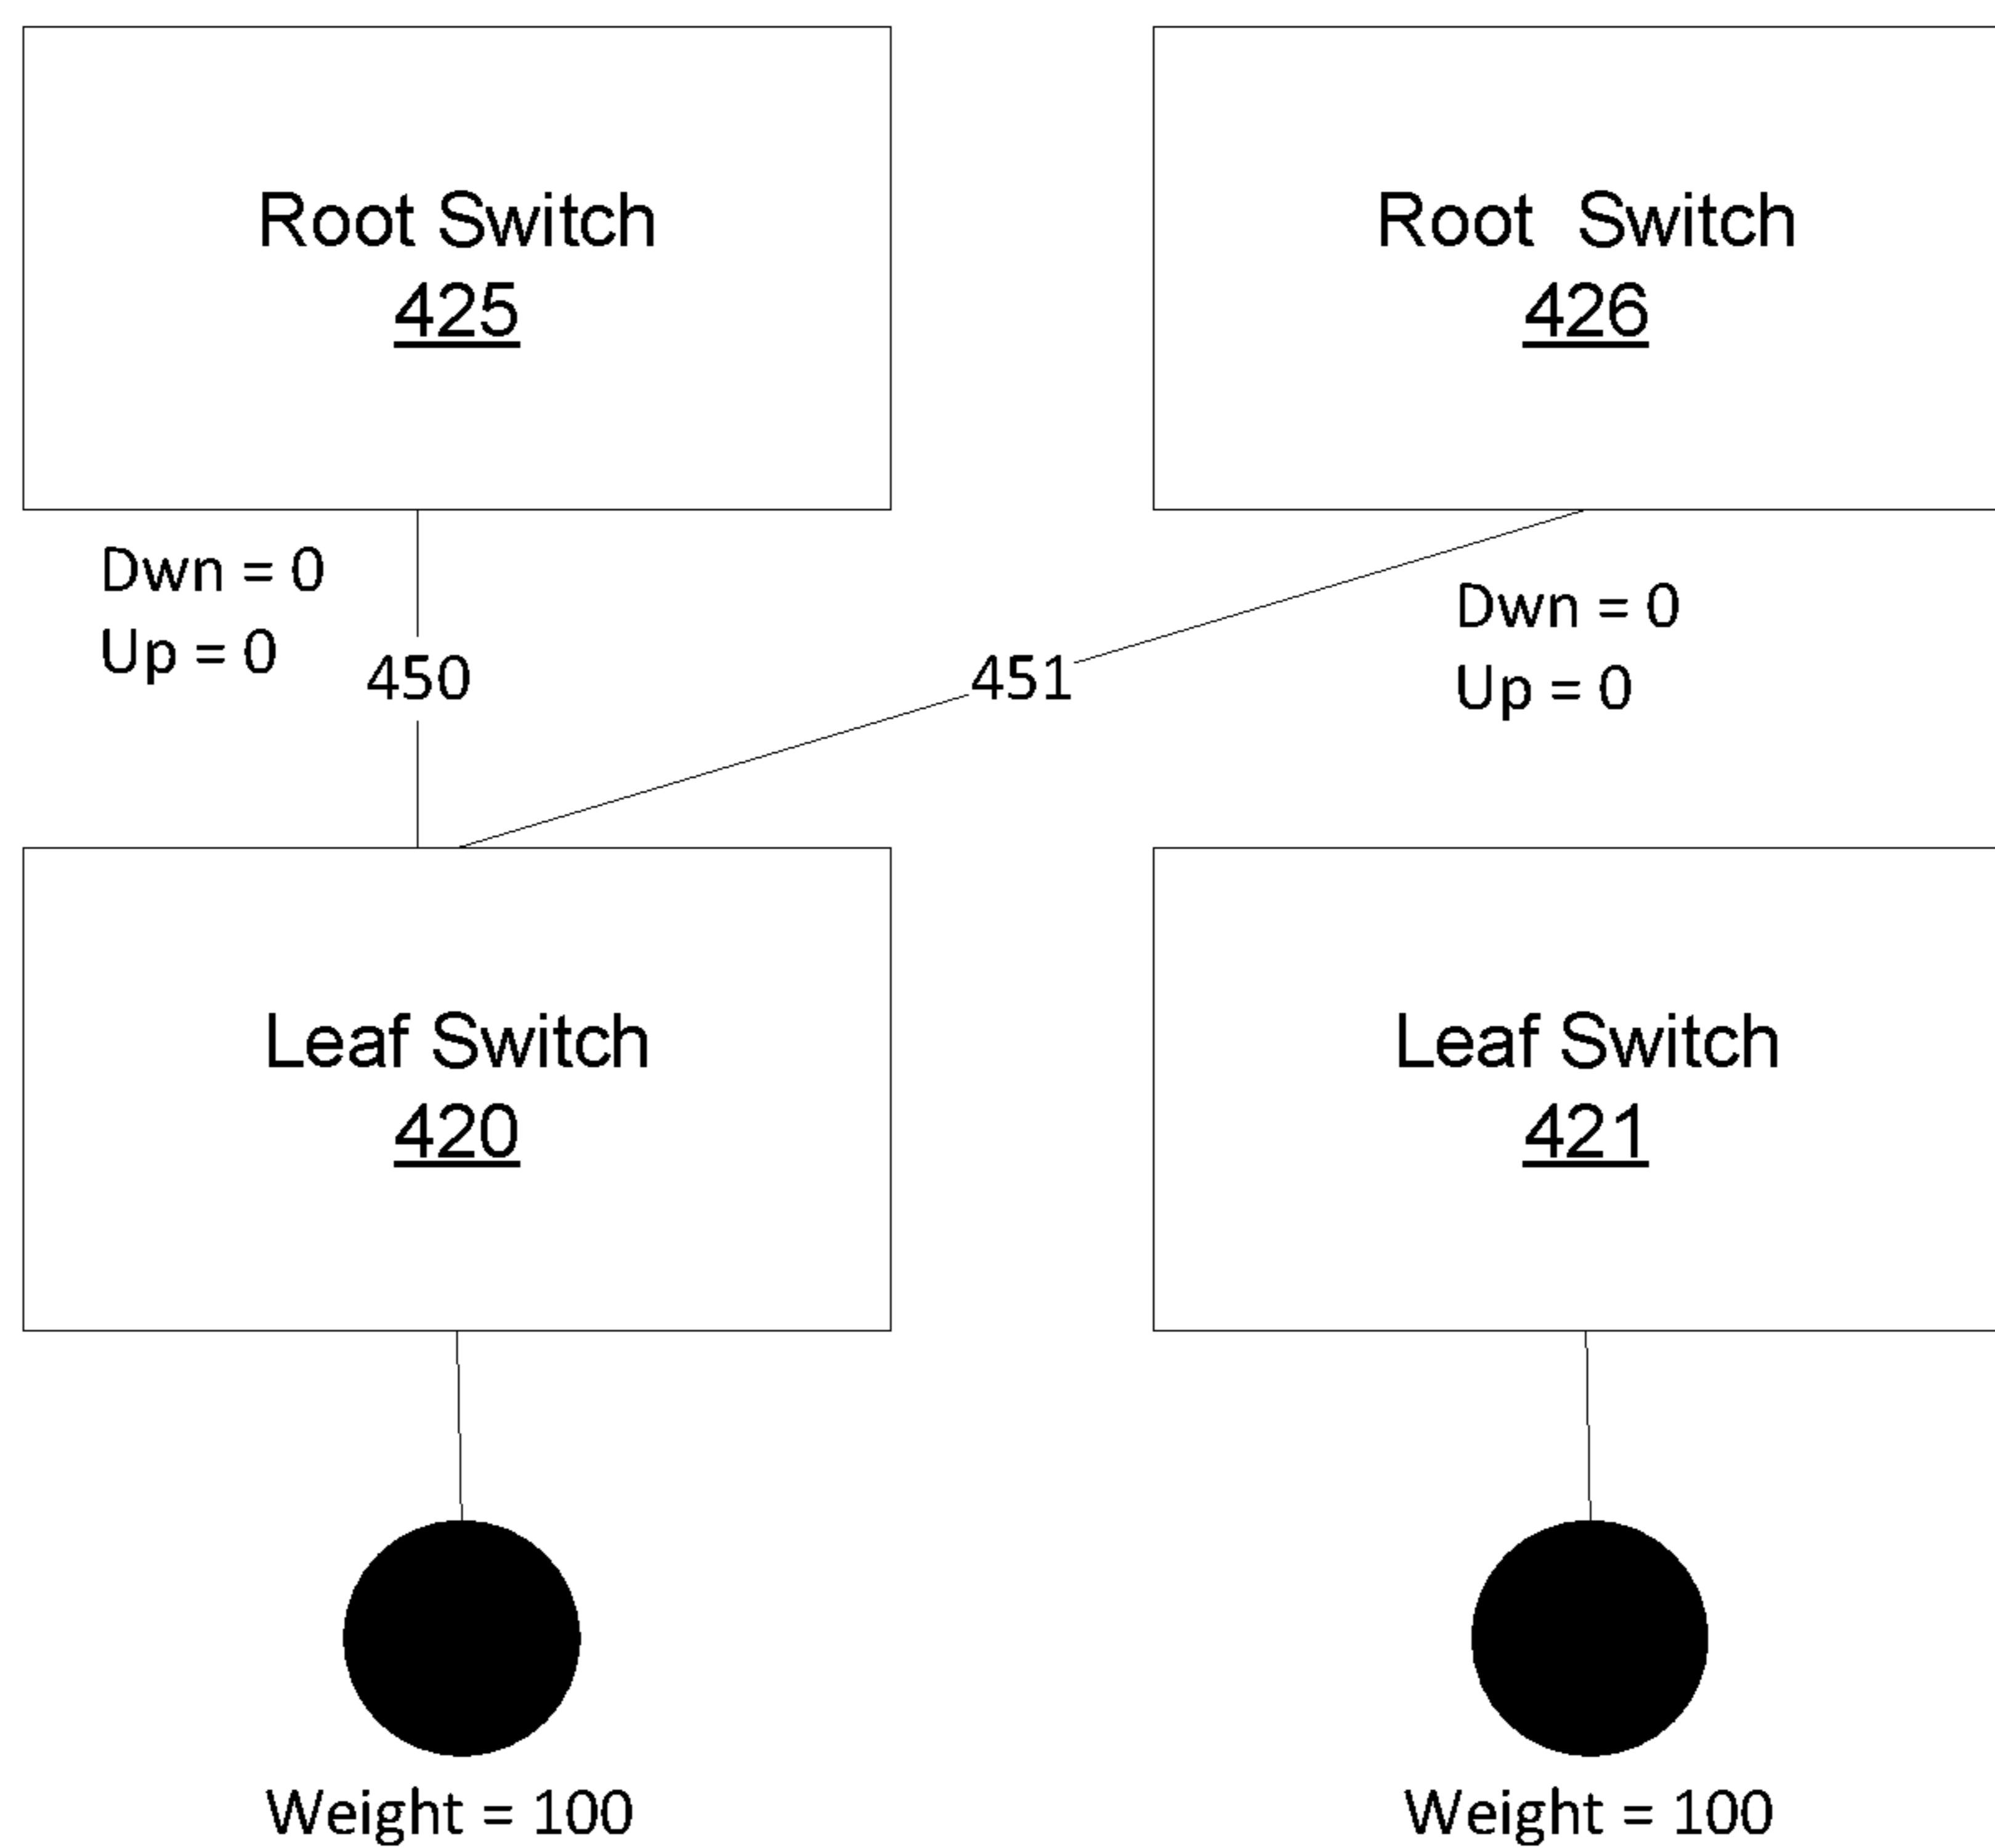 Root Switch
425
Root Switch
426
Dwn = 0
Up = 0
450
451
Dwn = 0
Up = 0
Leaf Switch
420
Leaf Switch
421
Weight = 100
Weight = 100